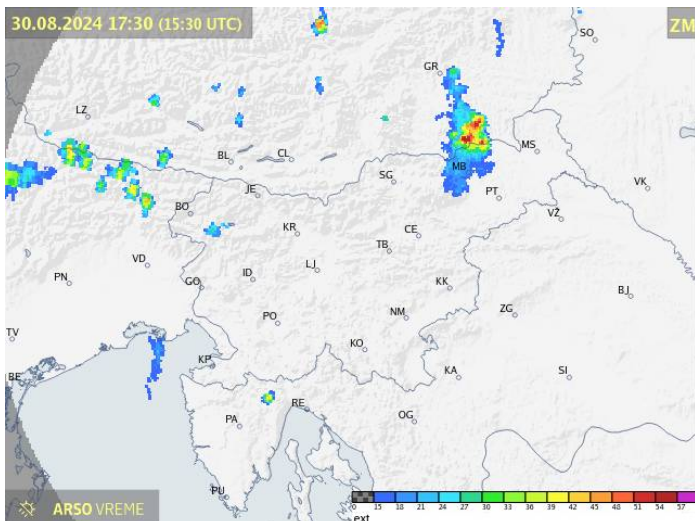 30.08.2024 17:30 (15:30 UTC)
ZM
SO
GR
LZ
MS
BL
CL
MB
SG
VK
JE
PT
BO
VŽ
KR
CE
TB
VD
LJ
PN
GO
ID
KK
BJ
NM
ZG
PO
TV
KO
KP
BE
KA
SI
RE
PA
OG
PU
ARSO VREME
0 15 18 21 24 27 30 33 36 39 42 45 48 51 54 57
ext